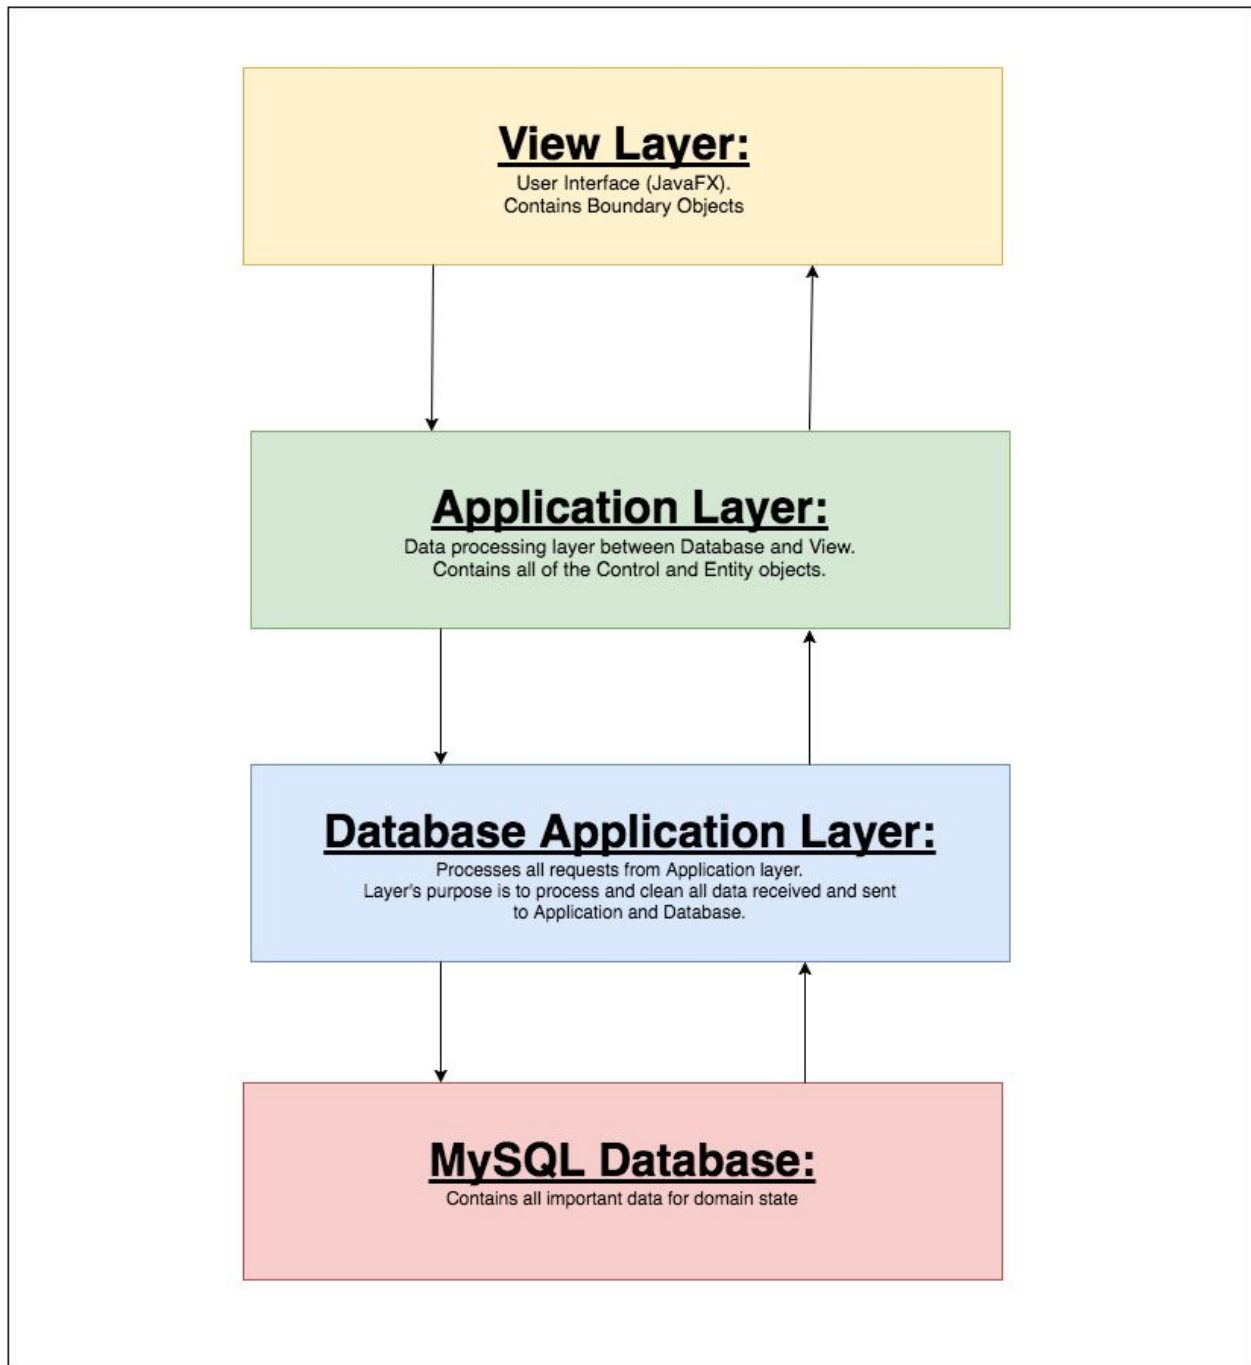 View Layer:
User Interface (JavaFX).
Contains Boundary Objects
Application Layer:
Data processing layer between Database and View.
Contains all of the Control and Entity objects.
Database Application Layer:
Processes all requests from Application layer.
Layer's purpose is to process and clean all data received and sent
to Application and Database.
MySQL Database:
Contains all important data for domain state